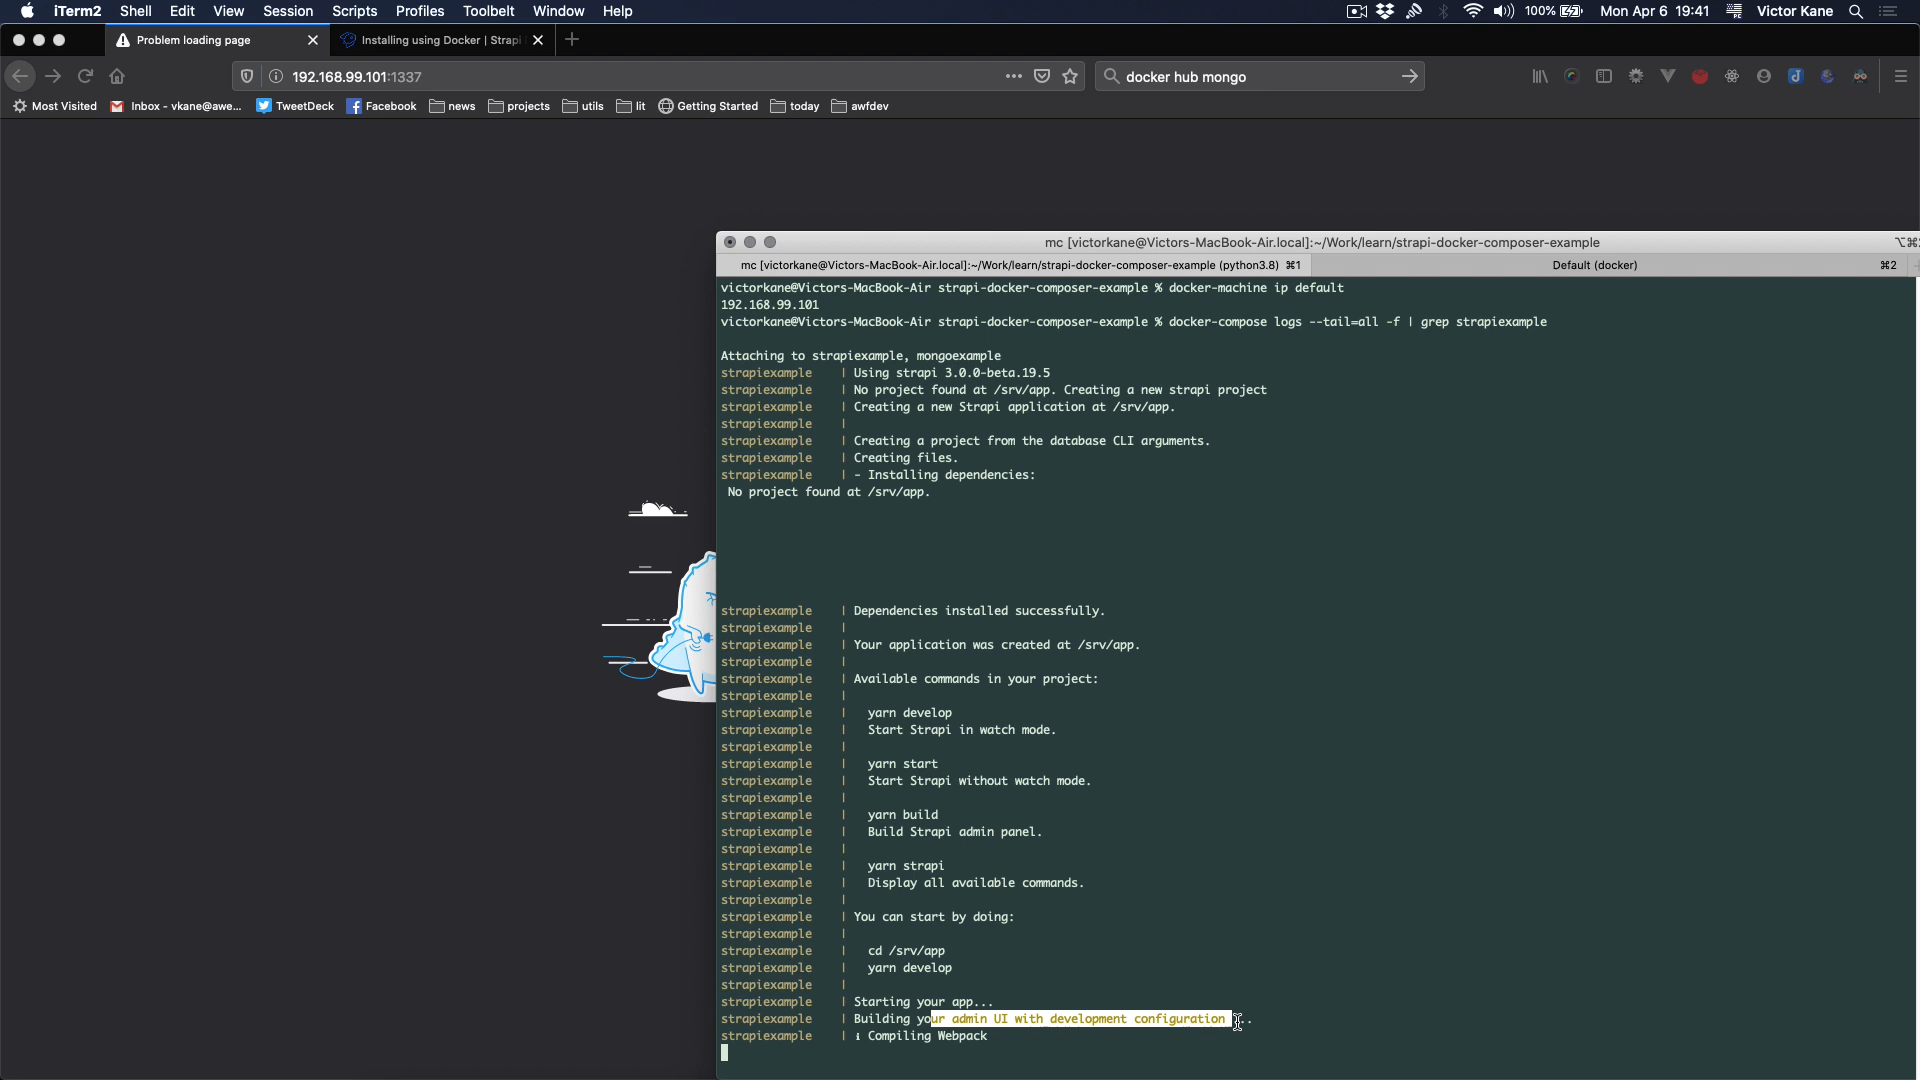 iTerm2 Shell Edit View Session Scripts Profiles Toolbelt Window Help 100% Mon Apr 6 19:41 Victor Kane
Problem loading page Installing using Docker | Strapi
192.168.99.101:1337 docker hub mongo
Most Visited Inbox - vkane@awe... TweetDeck Facebook news projects utils lit Getting Started today awfdev
mc [victorkane@Victors-MacBook-Air.local]:~/Work/learn/strapi-docker-composer-example
mc [victorkane@Victors-MacBook-Air.local]:~/Work/learn/strapi-docker-composer-example (python3.8) ⌘1 Default (docker) ⌘2
victorkane@Victors-MacBook-Air strapi-docker-composer-example % docker-machine ip default
192.168.99.101
victorkane@Victors-MacBook-Air strapi-docker-composer-example % docker-compose logs --tail=all -f | grep strapiexample
Attaching to strapiexample, mongoexample
strapiexample | Using strapi 3.0.0-beta.19.5
strapiexample | No project found at /srv/app. Creating a new strapi project
strapiexample | Creating a new Strapi application at /srv/app.
strapiexample |
strapiexample | Creating a project from the database CLI arguments.
strapiexample | Creating files.
strapiexample | - Installing dependencies:
No project found at /srv/app.
strapiexample | Dependencies installed successfully.
strapiexample |
strapiexample | Your application was created at /srv/app.
strapiexample |
strapiexample | Available commands in your project:
strapiexample |
strapiexample | yarn develop
strapiexample | Start Strapi in watch mode.
strapiexample |
strapiexample | yarn start
strapiexample | Start Strapi without watch mode.
strapiexample |
strapiexample | yarn build
strapiexample | Build Strapi admin panel.
strapiexample |
strapiexample | yarn strapi
strapiexample | Display all available commands.
strapiexample |
strapiexample | You can start by doing:
strapiexample |
strapiexample | cd /srv/app
strapiexample | yarn develop
strapiexample |
strapiexample | Starting your app...
strapiexample | Building your admin UI with development configuration ...
strapiexample | ℹ Compiling Webpack